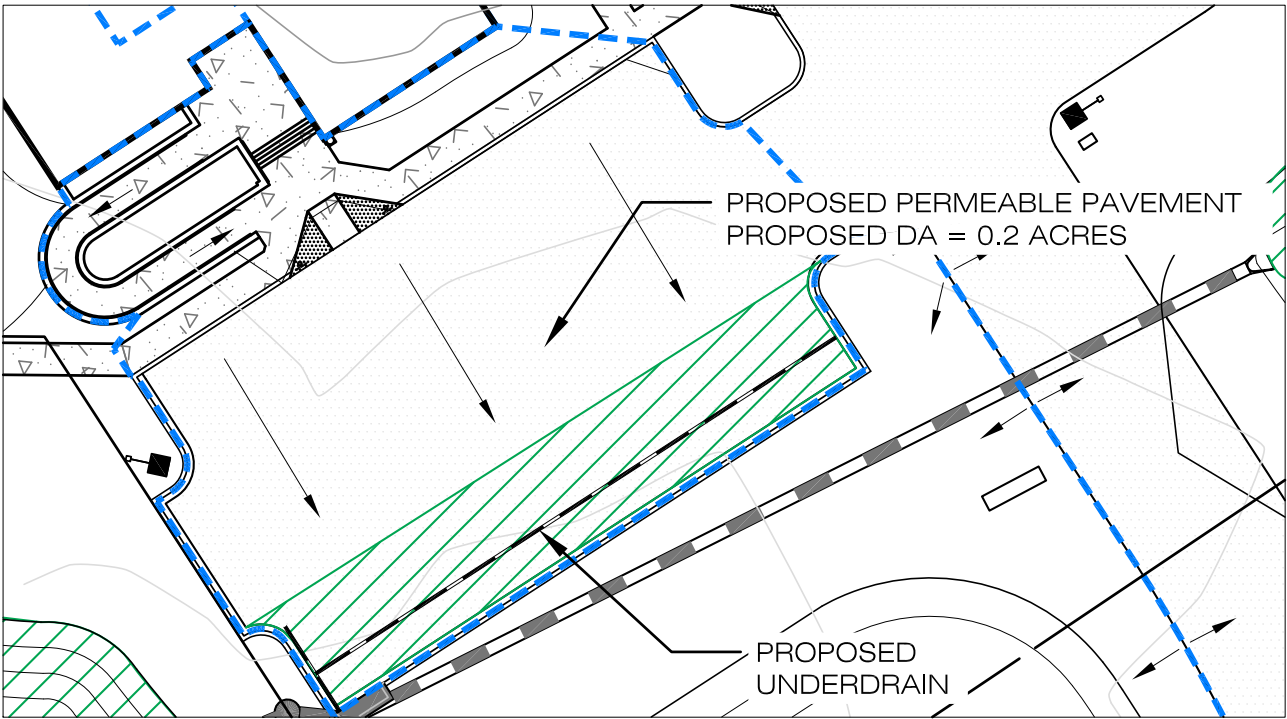 PROPOSED PERMEABLE PAVEMENT
PROPOSED DA = 0.2 ACRES
PROPOSED
UNDERDRAIN